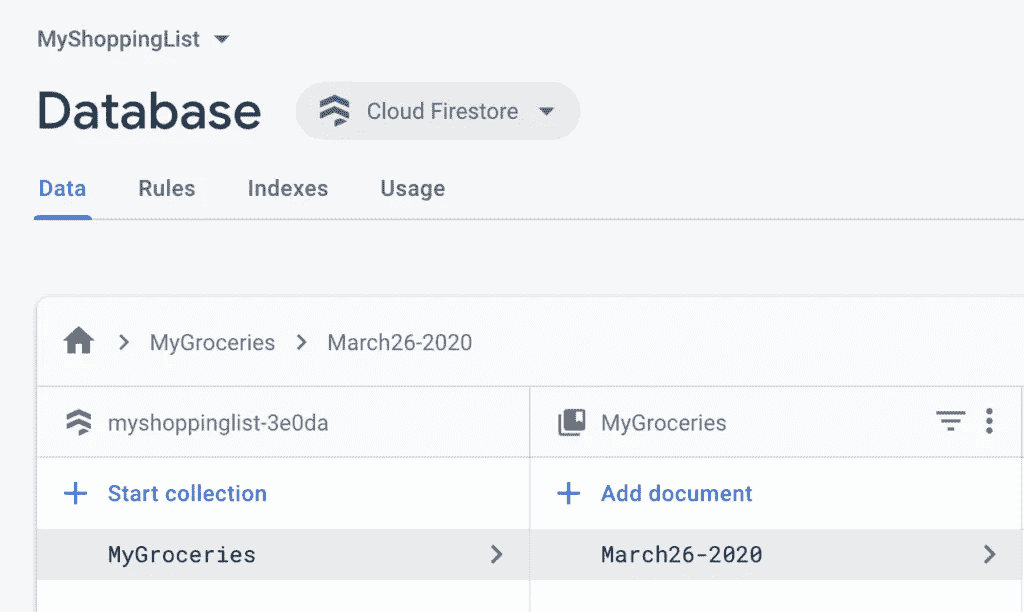 MyShoppingList
Database Cloud Firestore
Data Rules Indexes Usage
MyGroceries March26-2020
myshoppinglist-3e0da MyGroceries
Start collection Add document
MyGroceries March26-2020